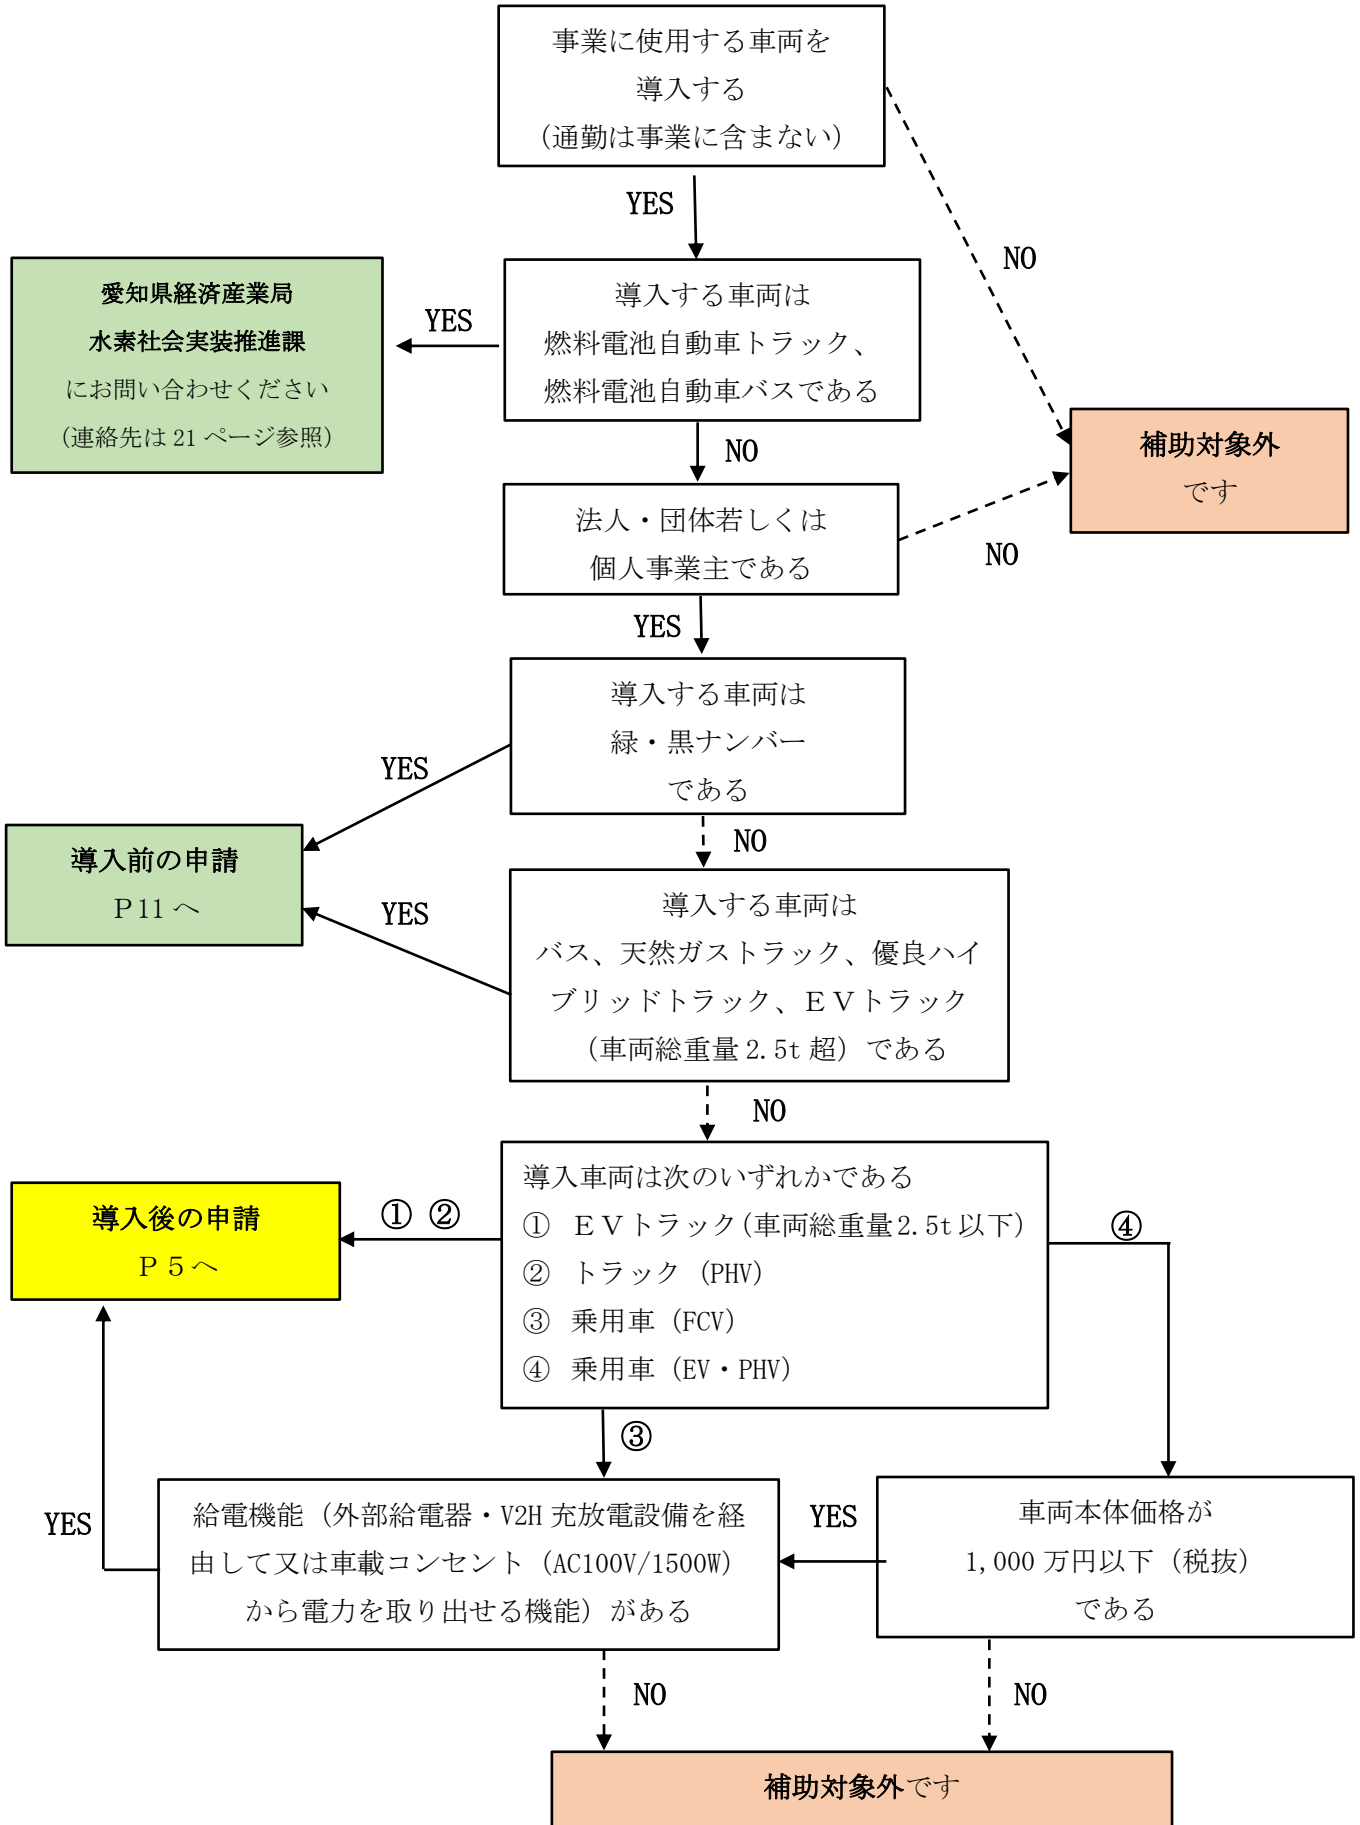 事業に使用する車両を
導入する
（通勤は事業に含まない）
YES
NO
愛知県経済産業局
水素社会実装推進課
にお問い合わせください
（連絡先は 21 ページ参照）
YES
導入する車両は
燃料電池自動車トラック、
燃料電池自動車バスである
NO
補助対象外
です
法人・団体若しくは
個人事業主である
NO
YES
導入する車両は
緑・黒ナンバー
である
YES
NO
導入前の申請
Ｐ11 へ
YES
導入する車両は
バス、天然ガストラック、優良ハイ
ブリッドトラック、ＥＶトラック
（車両総重量 2.5t 超）である
NO
導入後の申請
Ｐ５へ
① ②
導入車両は次のいずれかである
① ＥＶトラック（車両総重量 2.5t 以下）
② トラック（PHV）
③ 乗用車（FCV）
④ 乗用車（EV・PHV）
④
③
YES
給電機能（外部給電器・V2H 充放電設備を経
由して又は車載コンセント（AC100V/1500W）
から電力を取り出せる機能）がある
YES
車両本体価格が
1,000 万円以下（税抜）
である
NO
NO
補助対象外です